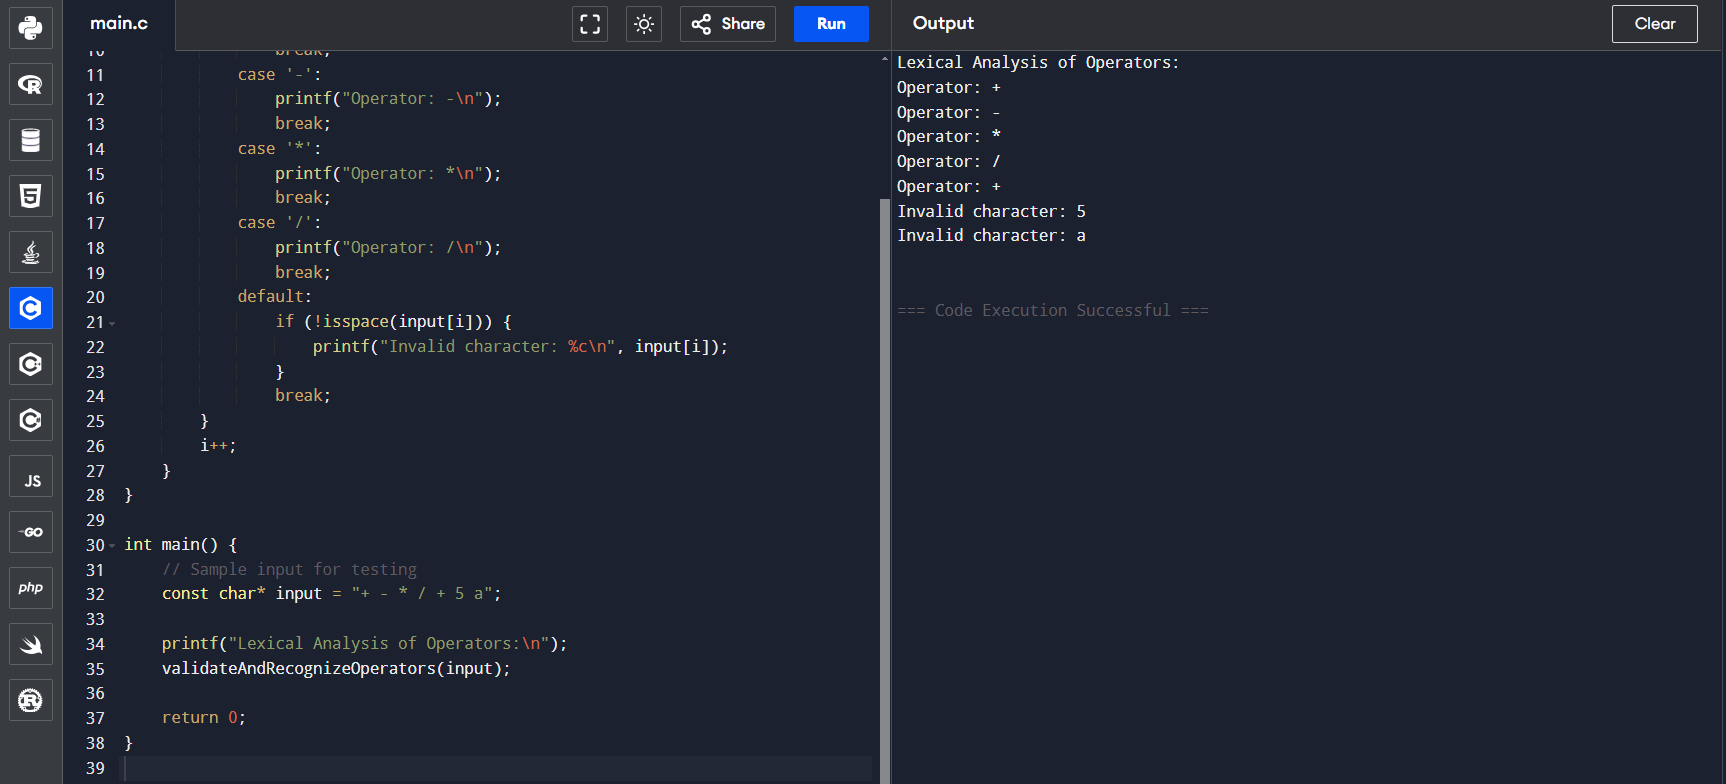 main.c
Share
Run
Output
Clear
10 break;
11 case '-':
12 printf("Operator: -\n");
13 break;
14 case '*':
15 printf("Operator: *\n");
16 break;
17 case '/':
18 printf("Operator: /\n");
19 break;
20 default:
21 if (!isspace(input[i])) {
22 printf("Invalid character: %c\n", input[i]);
23 }
24 break;
25 }
26 i++;
27 }
28 }
29
30 int main() {
31 // Sample input for testing
32 const char* input = "+ - * / + 5 a";
33
34 printf("Lexical Analysis of Operators:\n");
35 validateAndRecognizeOperators(input);
36
37 return 0;
38 }
39
Lexical Analysis of Operators:
Operator: +
Operator: -
Operator: *
Operator: /
Operator: +
Invalid character: 5
Invalid character: a
=== Code Execution Successful ===
R
5
C
C
C
JS
GO
php
R